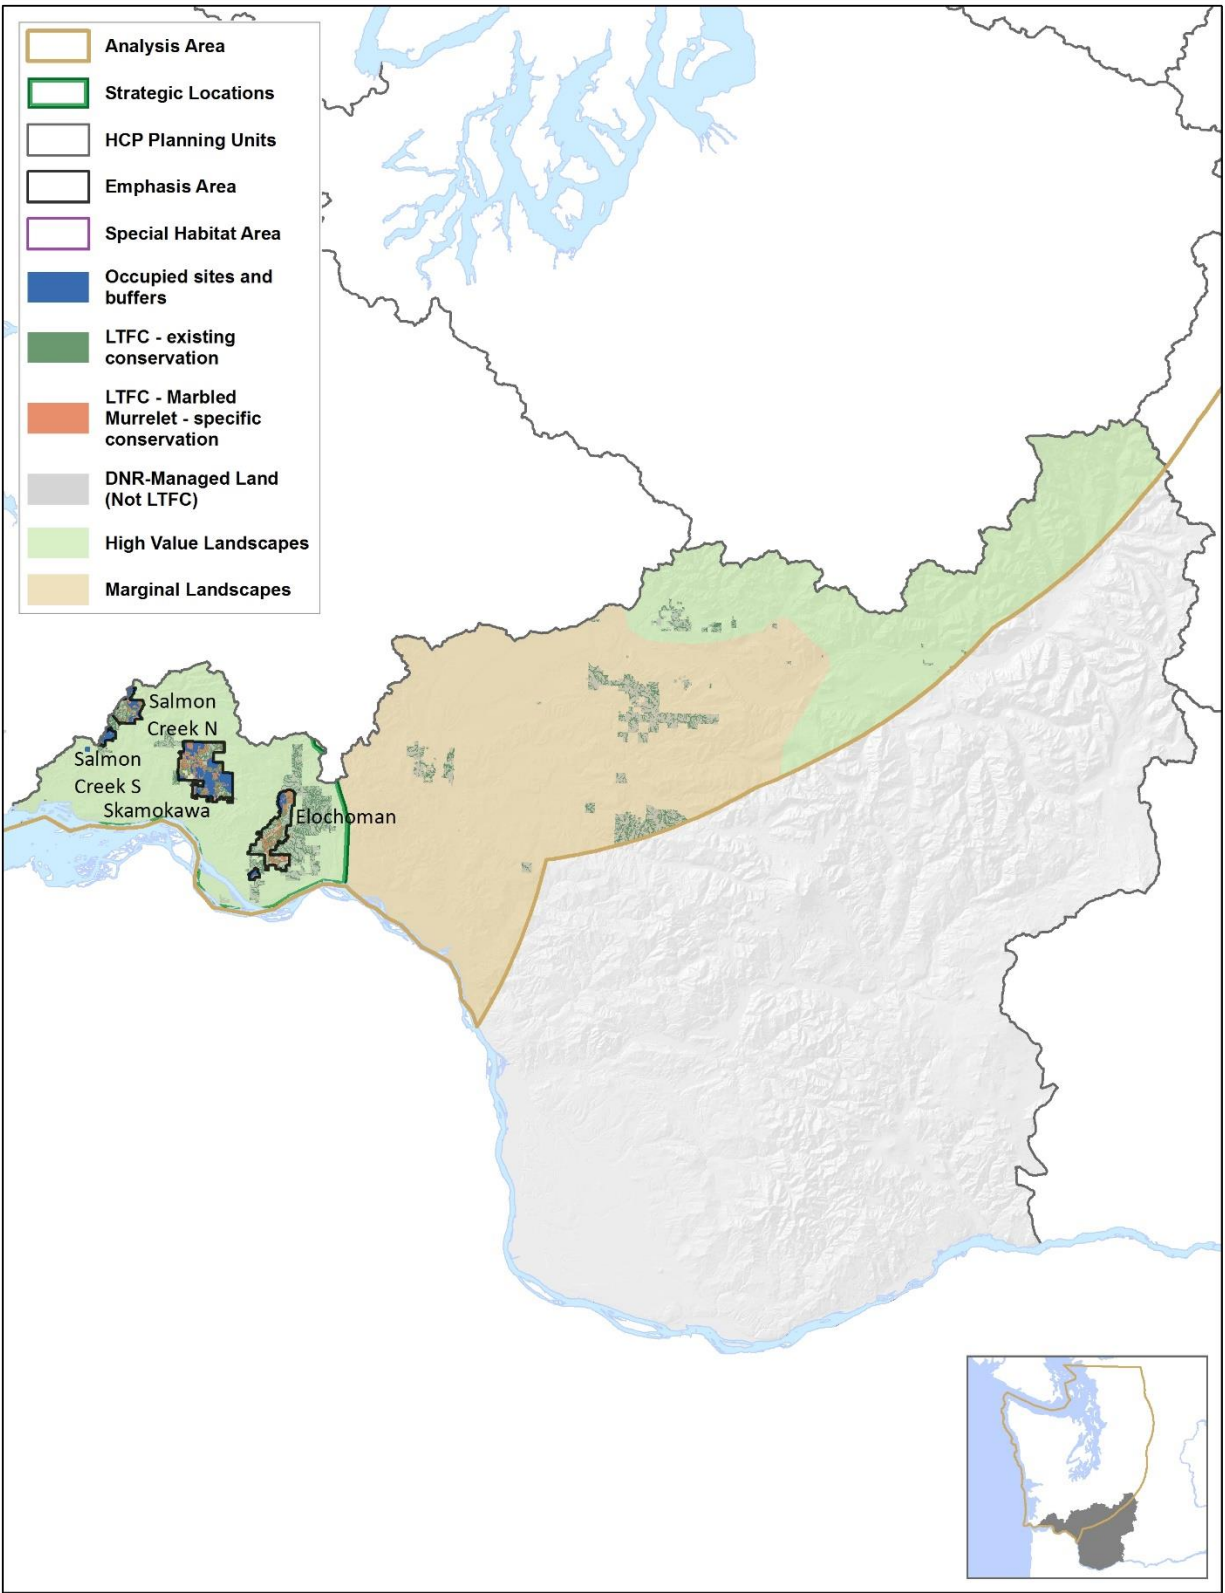 Analysis Area
Strategic Locations
HCP Planning Units
Emphasis Area
Special Habitat Area
Occupied sites and
buffers
LTFC - existing
conservation
LTFC - Marbled
Murrelet - specific
conservation
DNR-Managed Land
(Not LTFC)
High Value Landscapes
Marginal Landscapes
Salmon
Creek N
Salmon
Creek S
Skamokawa
Elochoman